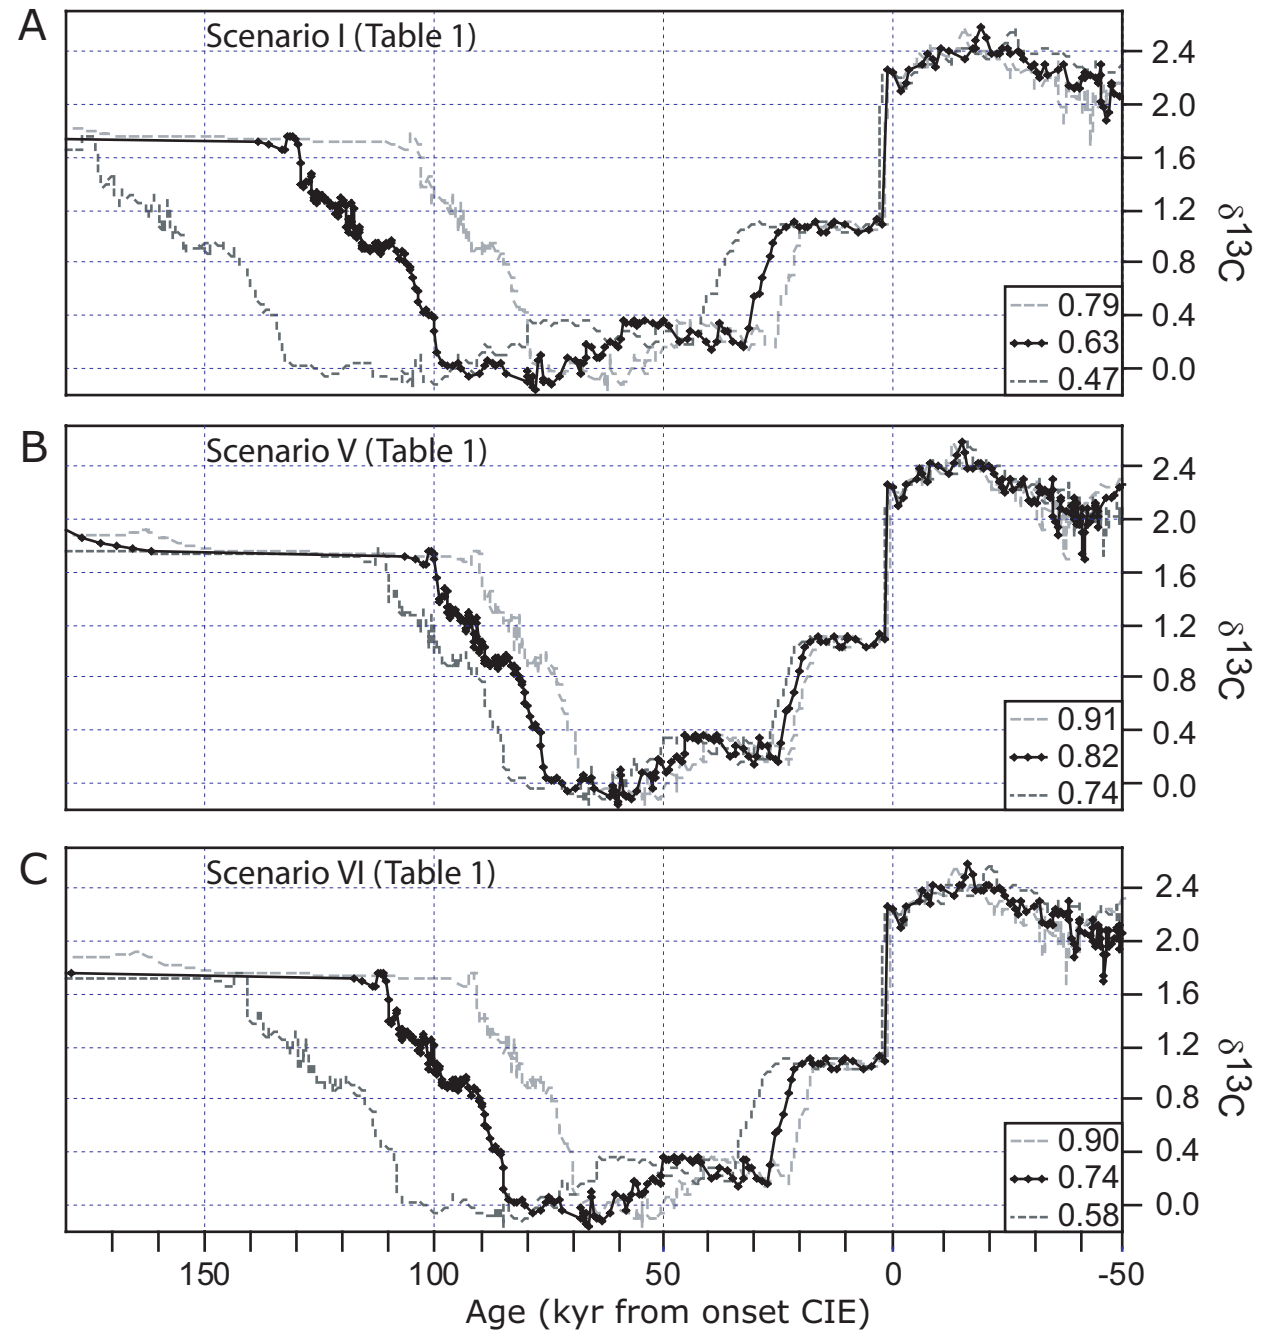 A
Scenario I (Table 1)
2.4
2.0
1.6
1.2
0.8
0.4
0.0
δ13C
0.79
0.63
0.47
B
Scenario V (Table 1)
2.4
2.0
1.6
1.2
0.8
0.4
0.0
δ13C
0.91
0.82
0.74
C
Scenario VI (Table 1)
2.4
2.0
1.6
1.2
0.8
0.4
0.0
δ13C
0.90
0.74
0.58
150 100 50 0 -50
Age (kyr from onset CIE)